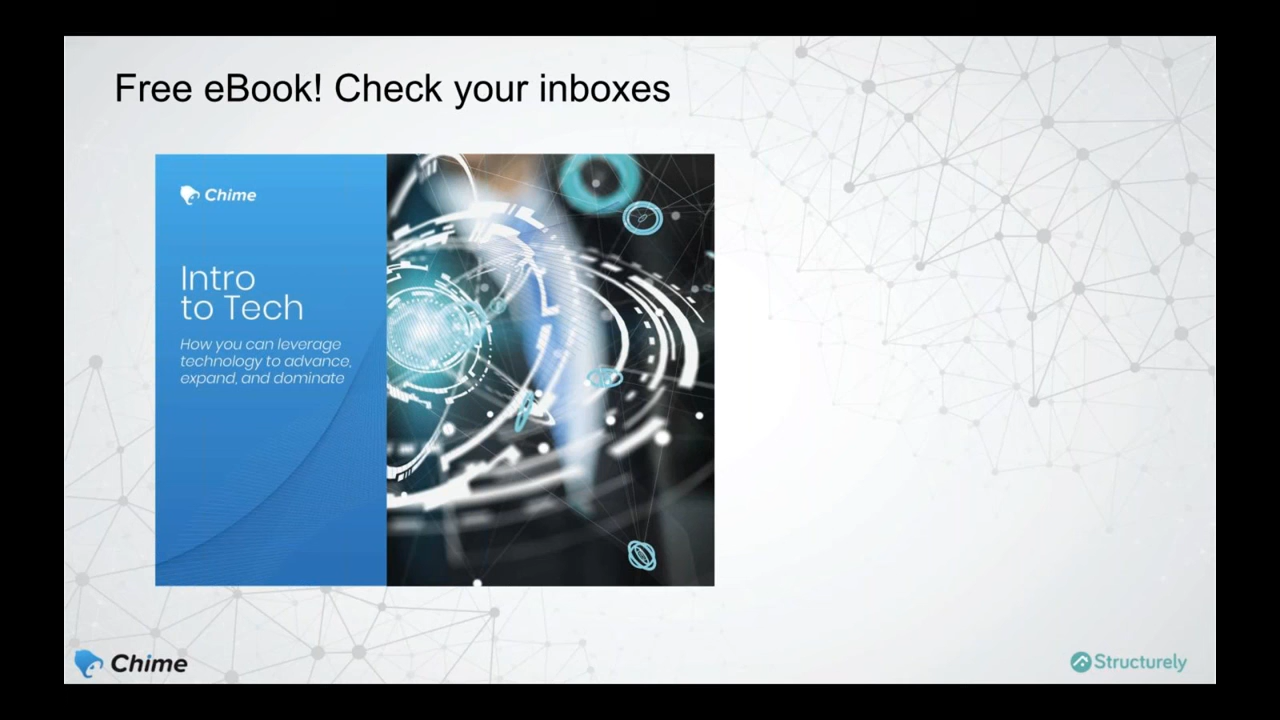 Free eBook! Check your inboxes
Chime
Intro
to Tech
How you can leverage
technology to advance,
expand, and dominate
Chime
Structurely